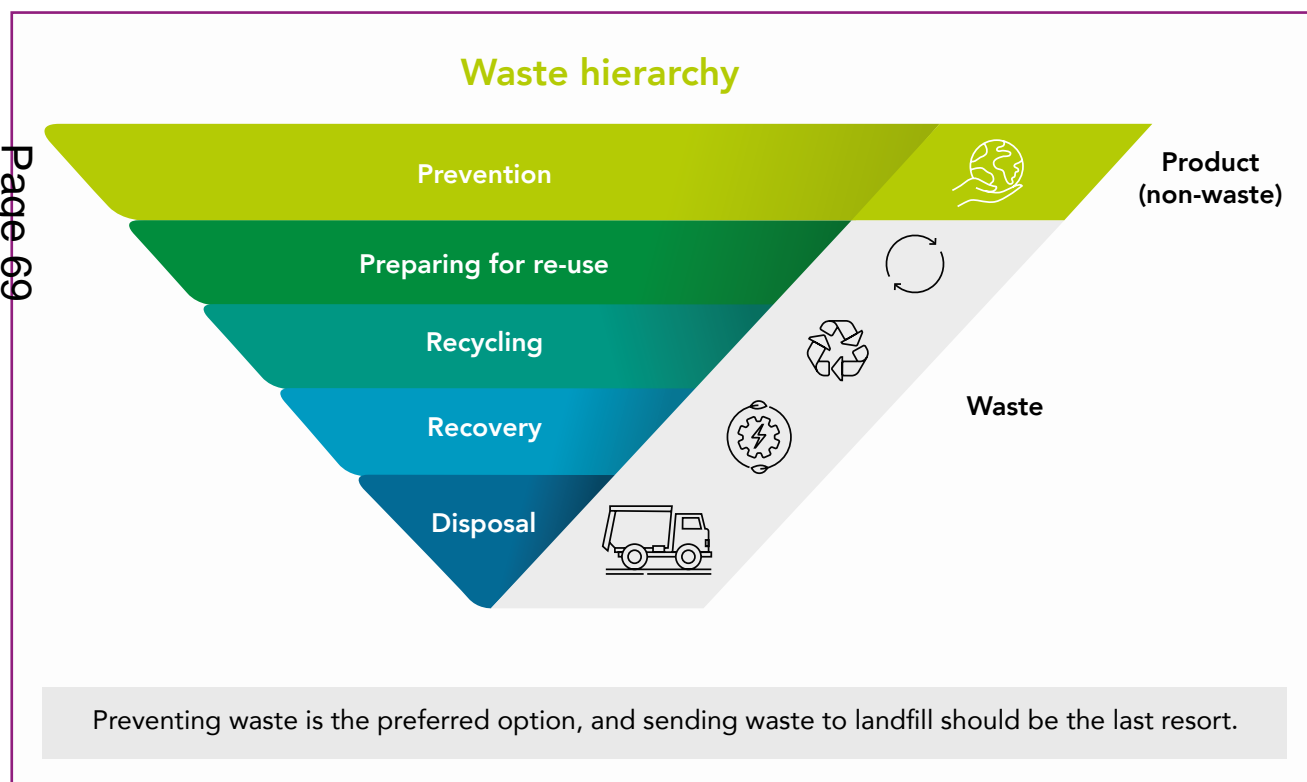 Waste hierarchy
Prevention
Product
(non-waste)
Preparing for re-use
Recycling
Waste
Recovery
Disposal
Preventing waste is the preferred option, and sending waste to landfill should be the last resort.
Page 69